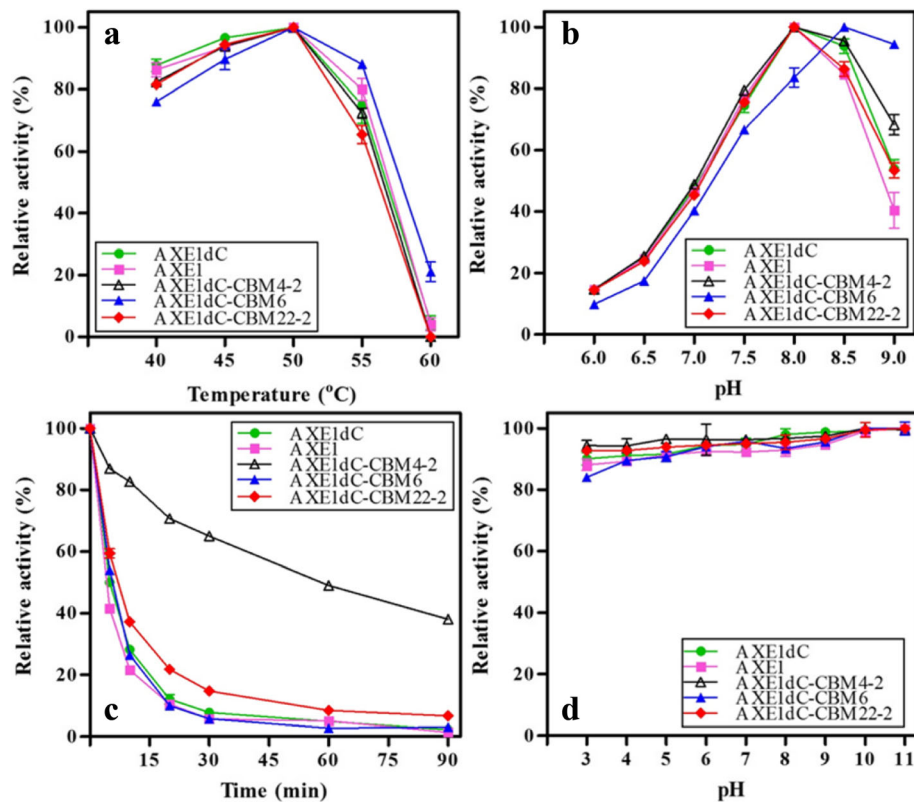 a
Relative activity (%)
100
80
60
40
20
0
AXE1dC
AXE1
AXE1dC-CBM4-2
AXE1dC-CBM6
AXE1dC-CBM22-2
40 45 50 55 60
Temperature (°C)
b
Relative activity (%)
100
80
60
40
20
0
AXE1dC
AXE1
AXE1dC-CBM4-2
AXE1dC-CBM6
AXE1dC-CBM22-2
6.0 6.5 7.0 7.5 8.0 8.5 9.0
pH
c
Relative activity (%)
100
80
60
40
20
0
AXE1dC
AXE1
AXE1dC-CBM4-2
AXE1dC-CBM6
AXE1dC-CBM22-2
15 30 45 60 75 90
Time (min)
d
Relative activity (%)
100
80
60
40
20
0
AXE1dC
AXE1
AXE1dC-CBM4-2
AXE1dC-CBM6
AXE1dC-CBM22-2
3 4 5 6 7 8 9 10 11
pH